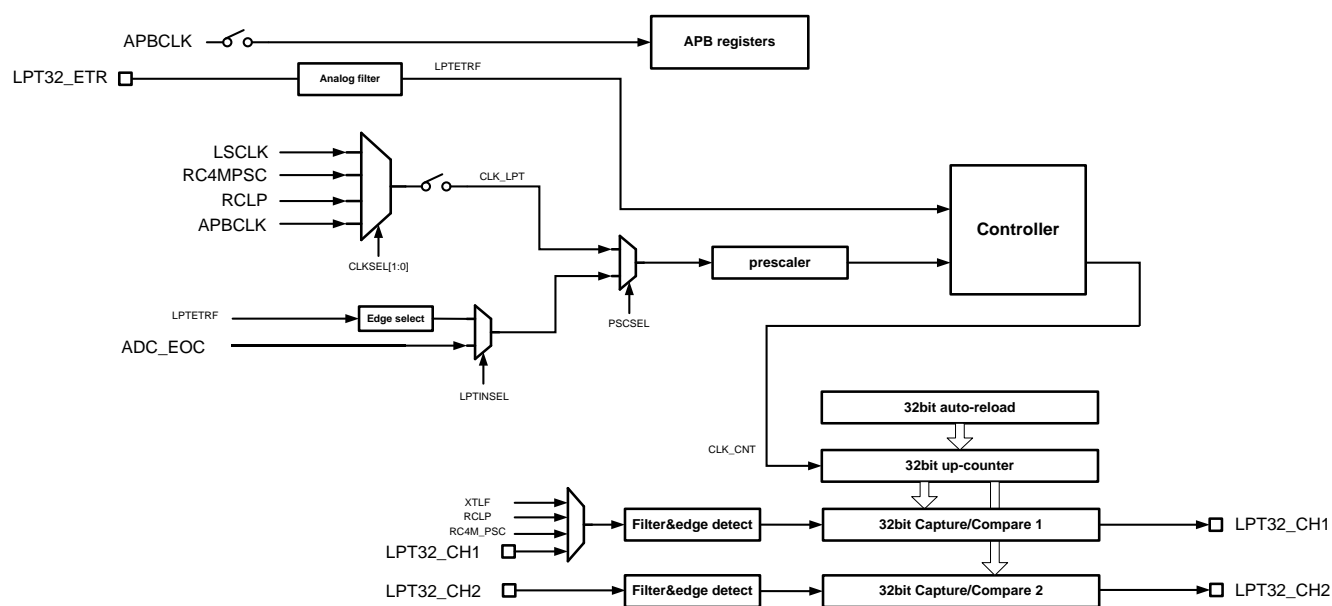 APBCLK
APB registers
LPT32_ETR
Analog filter
LPTETRF
LSCLK
RC4MPSC
RCLP
APBCLK
CLKSEL[1:0]
CLK_LPT
Controller
prescaler
PSCSEL
LPTETRF
Edge select
ADC_EOC
LPTINSEL
32bit auto-reload
CLK_CNT
32bit up-counter
XTLF
RCLP
RC4M_PSC
LPT32_CH1
Filter&edge detect
32bit Capture/Compare 1
LPT32_CH1
LPT32_CH2
Filter&edge detect
32bit Capture/Compare 2
LPT32_CH2